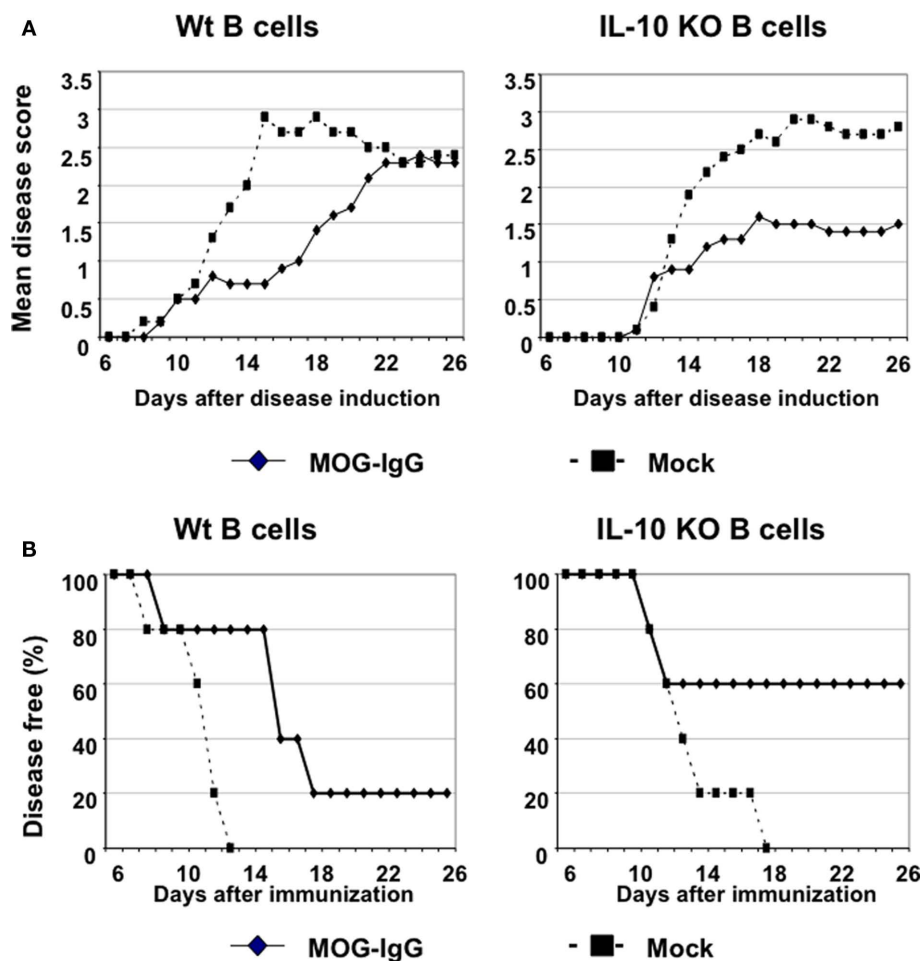 A
Wt B cells
IL-10 KO B cells
Mean disease score
3.5
3
2.5
2
1.5
1
0.5
0
6 10 14 18 22 26
Days after disease induction
3.5
3
2.5
2
1.5
1
0.5
0
6 10 14 18 22 26
Days after disease induction
MOG-IgG
Mock
B
Wt B cells
IL-10 KO B cells
Disease free (%)
100
80
60
40
20
0
6 10 14 18 22 26
Days after immunization
100
80
60
40
20
0
6 10 14 18 22 26
Days after immunization
MOG-IgG
Mock